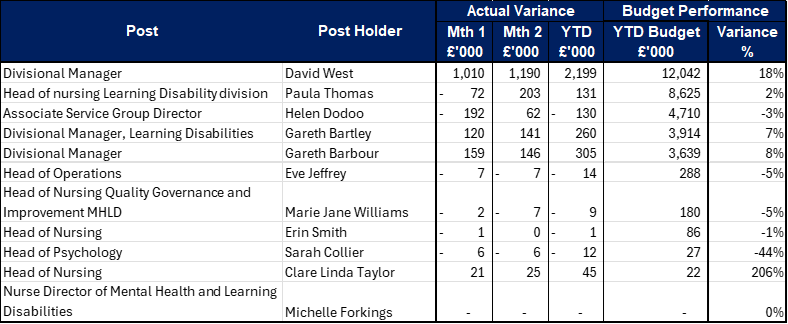 Actual Variance Budget Performance
Post Post Holder Mth 1 Mth 2 YTD YTD Budget Variance
£'000 £'000 £'000 £'000 %
Divisional Manager David West 1,010 1,190 2,199 12,042 18%
Head of nursing Learning Disability division Paula Thomas - 72 203 131 8,625 2%
Associate Service Group Director Helen Dodoo - 192 62 - 130 4,710 -3%
Divisional Manager, Learning Disabilities Gareth Bartley 120 141 260 3,914 7%
Divisional Manager Gareth Barbour 159 146 305 3,639 8%
Head of Operations Eve Jeffrey - 7 - 7 - 14 288 -5%
Head of Nursing Quality Governance and
Improvement MHLD Marie Jane Williams - 2 - 7 - 9 180 -5%
Head of Nursing Erin Smith - 1 0 - 1 86 -1%
Head of Psychology Sarah Collier - 6 - 6 - 12 27 -44%
Head of Nursing Clare Linda Taylor 21 25 45 22 206%
Nurse Director of Mental Health and Learning
Disabilities Michelle Forkings - - - - 0%